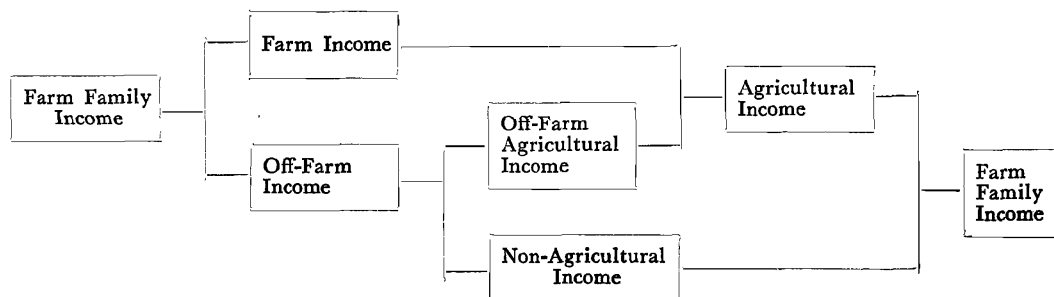 Farm Family
Income
Farm Income
Off-Farm
Income
Off-Farm
Agricultural
Income
Non-Agricultural
Income
Agricultural
Income
Farm
Family
Income